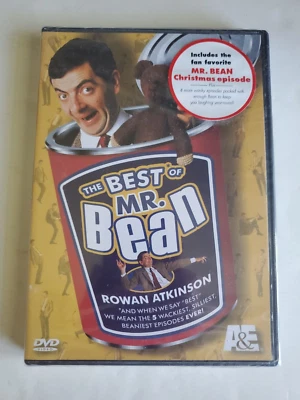 Includes the
fan favorite
MR. BEAN
Christmas episode
THE BEST OF
MR.
Bean
ROWAN ATKINSON
"AND WHEN WE SAY "BEST"
WE MEAN THE 5 WACKIEST, SILLIEST,
BEANIEST EPISODES EVER!
DVD
VIDEO
A&E